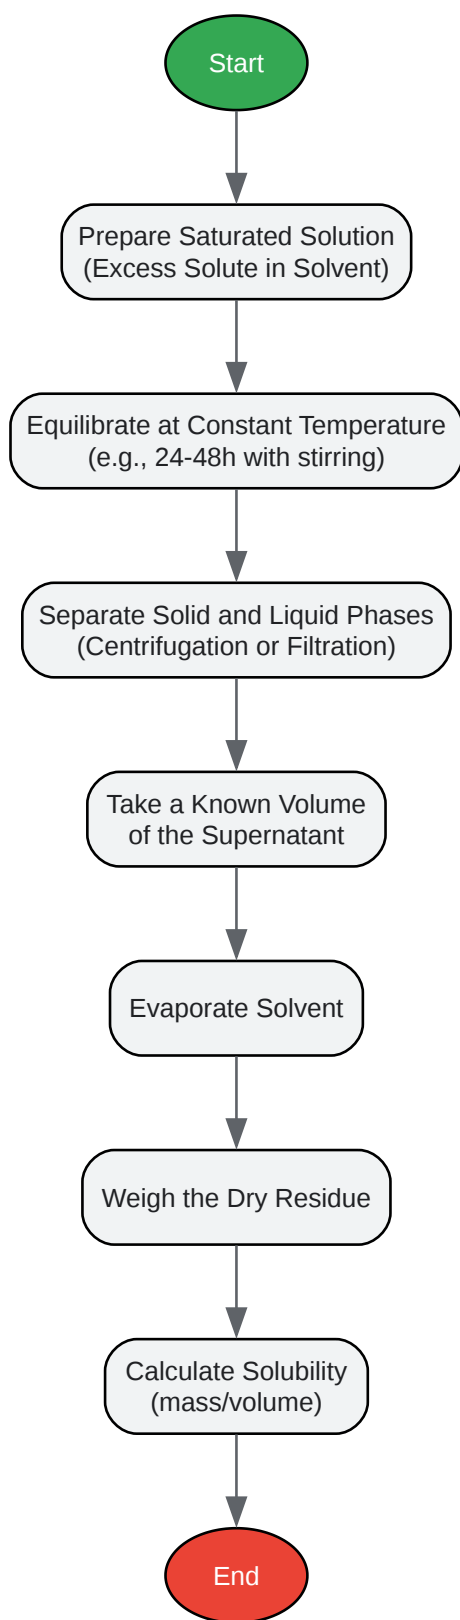 Start
Prepare Saturated Solution
(Excess Solute in Solvent)
Equilibrate at Constant Temperature
(e.g., 24-48h with stirring)
Separate Solid and Liquid Phases
(Centrifugation or Filtration)
Take a Known Volume
of the Supernatant
Evaporate Solvent
Weigh the Dry Residue
Calculate Solubility
(mass/volume)
End